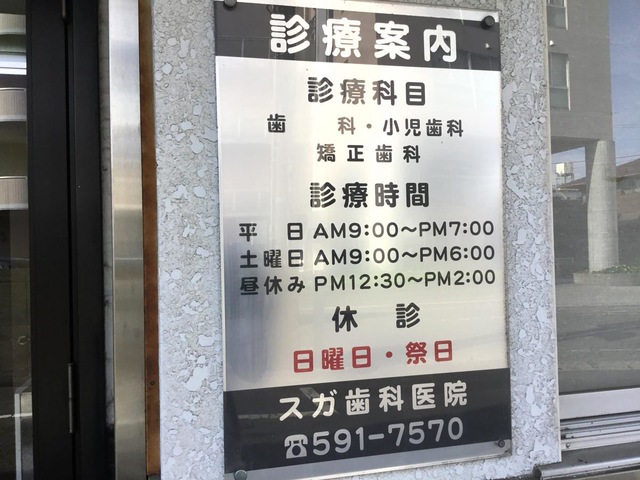 診療案内
診療科目
歯　科・小児歯科
矯正歯科
診療時間
平　日 AM9:00〜PM7:00
土曜日 AM9:00〜PM6:00
昼休み PM12:30〜PM2:00
休　診
日曜日・祭日
スガ歯科医院
☎591-7570